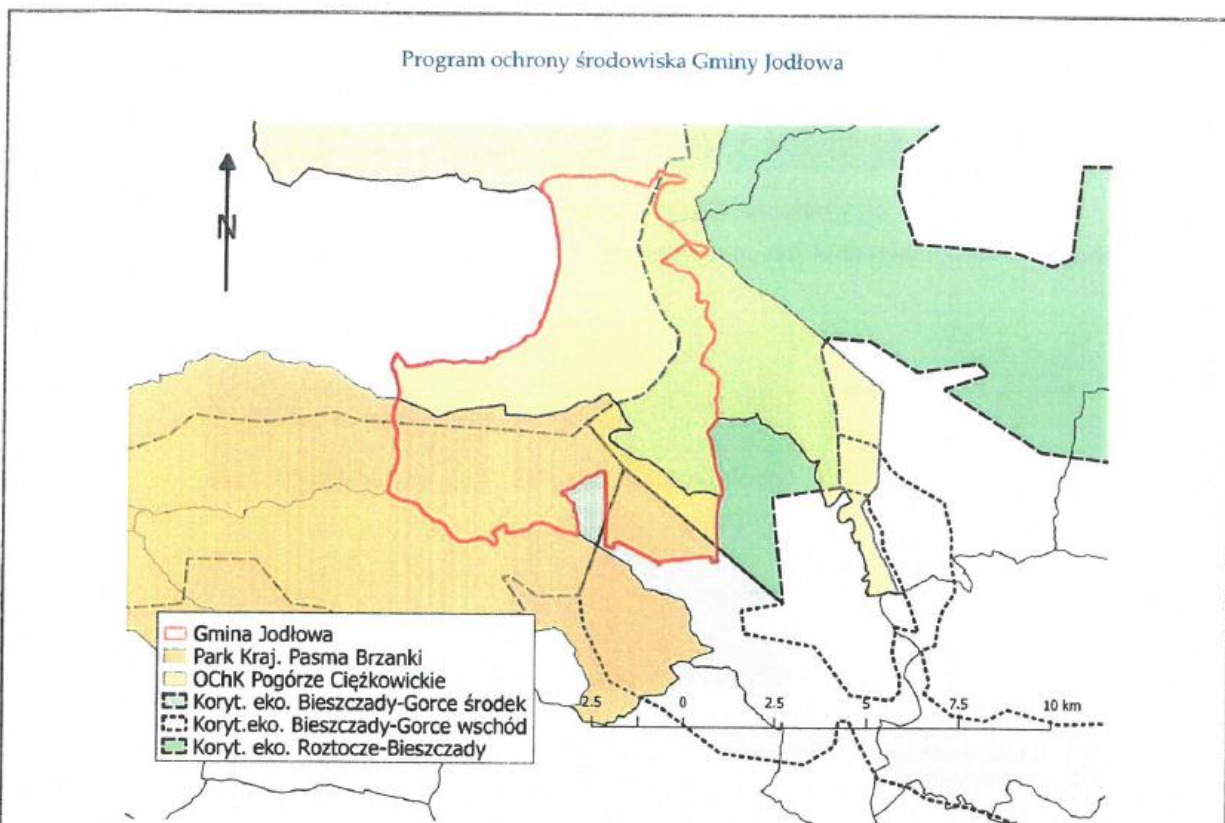 Program ochrony środowiska Gminy Jodłowa
N
Gmina Jodłowa
Park Kraj. Pasma Brzanki
OChK Pogórze Ciężkowickie
Koryt. eko. Bieszczady-Gorce środek
Koryt.eko. Bieszczady-Gorce wschód
Koryt. eko. Roztocze-Bieszczady
2.5 0 2.5 5 7.5 10 km